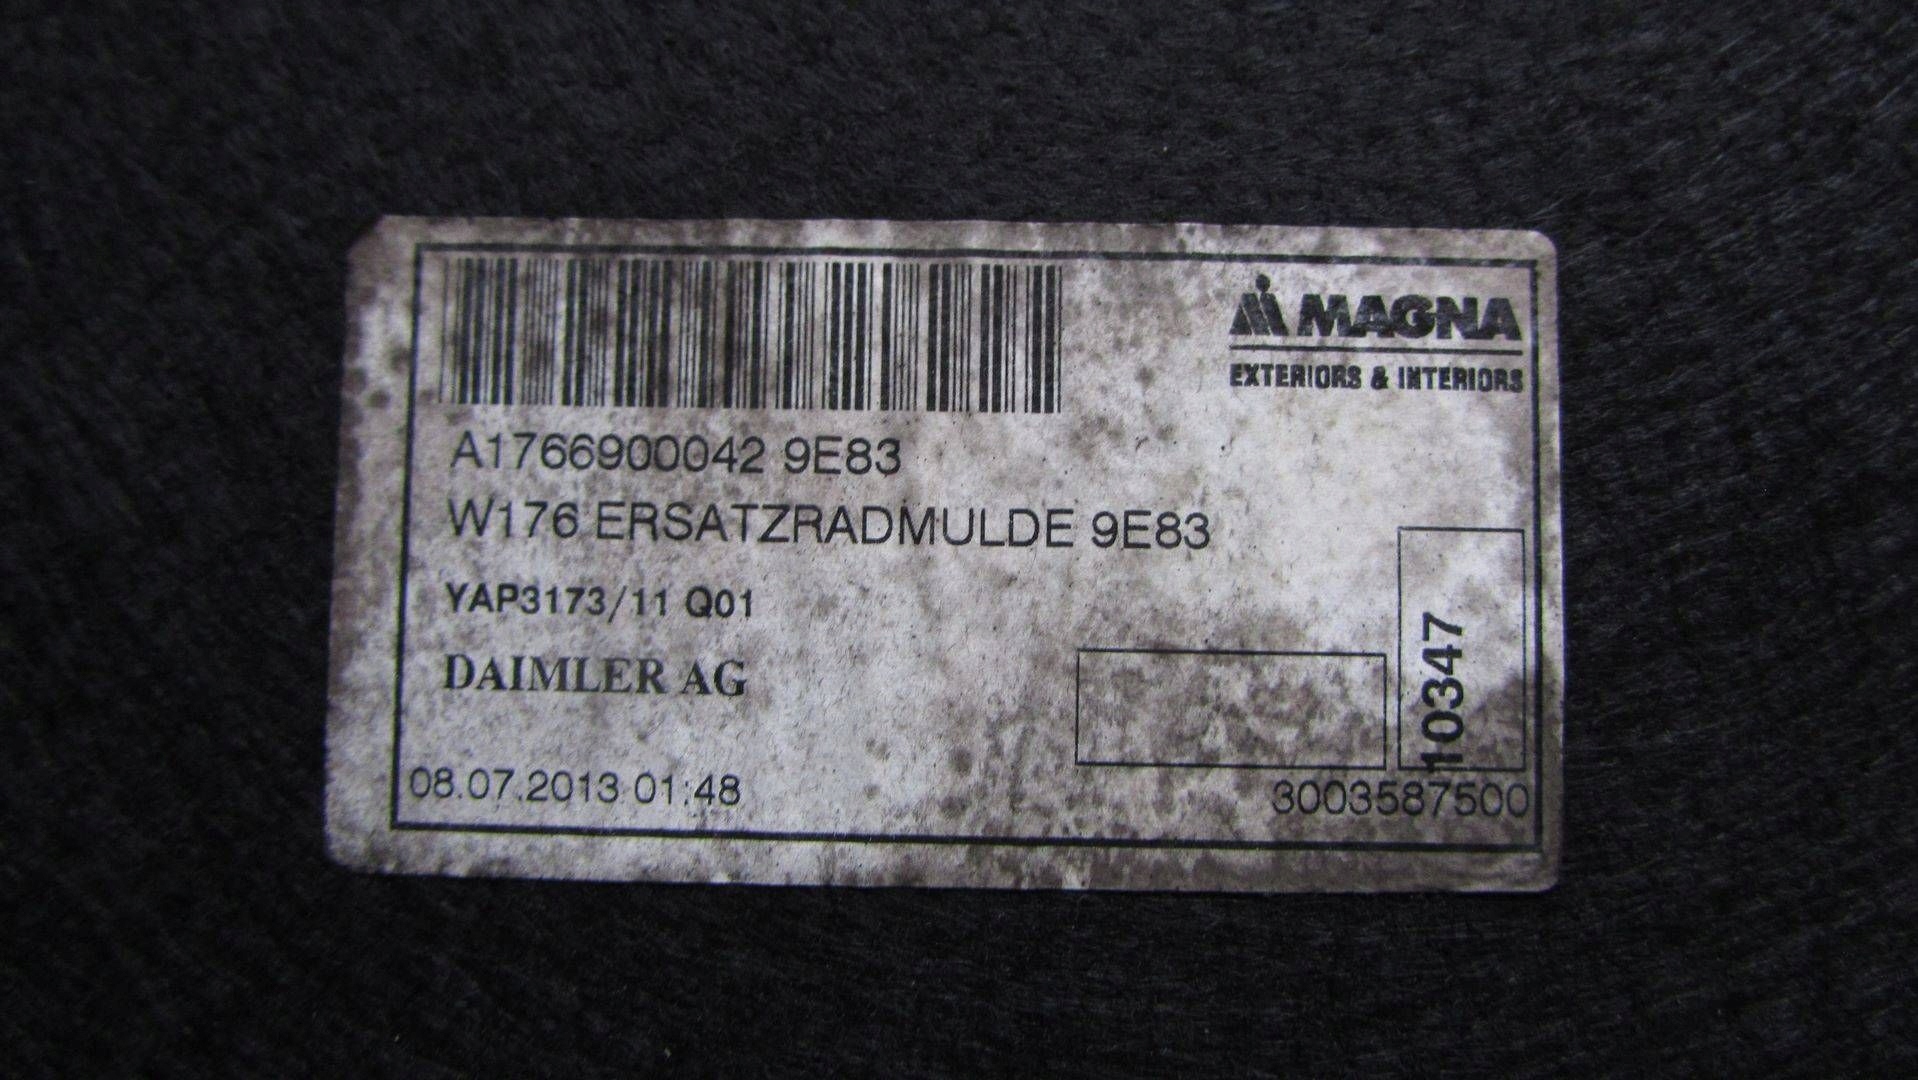 MAGNA
EXTERIORS & INTERIORS
A1766900042 9E83
W176 ERSATZRADMULDE 9E83
YAP3173/11 Q01
DAIMLER AG
10347
08.07.2013 01:48
3003587500